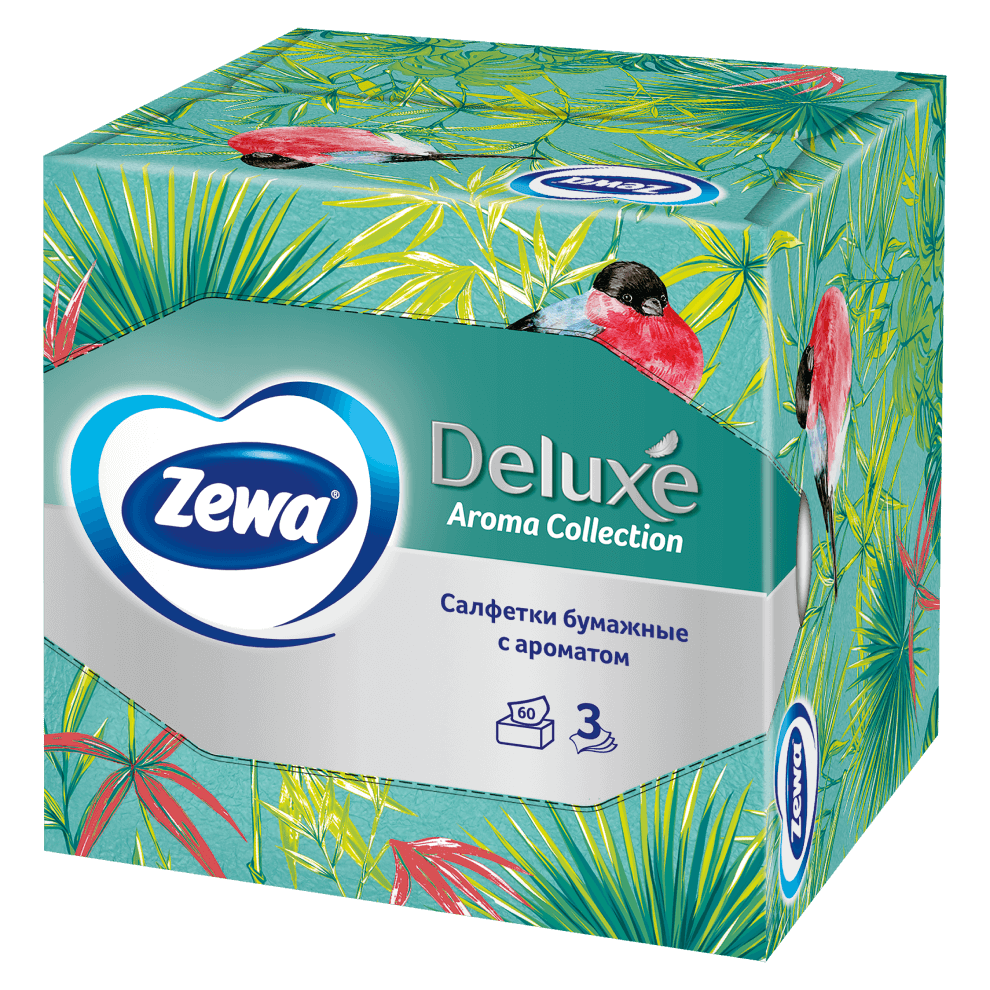 Zewa
Zewa®
Deluxe
Aroma Collection
Салфетки бумажные
с ароматом
60
3
Zewa